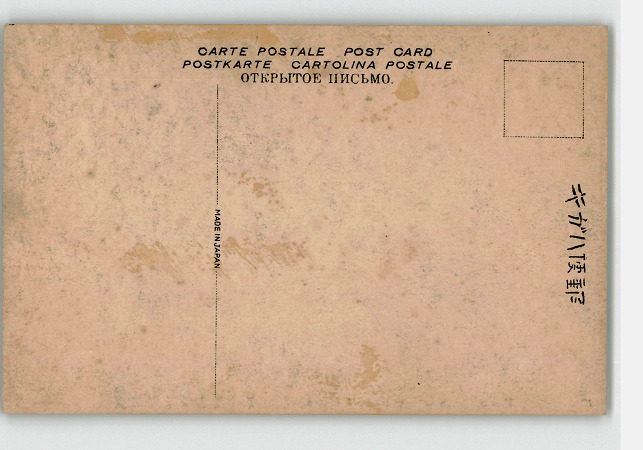 CARTE POSTALE POST CARD
POSTKARTE CARTOLINA POSTALE
ОТКРЫТОЕ ПИСЬМО.
MADE IN JAPAN
キガハ便郵